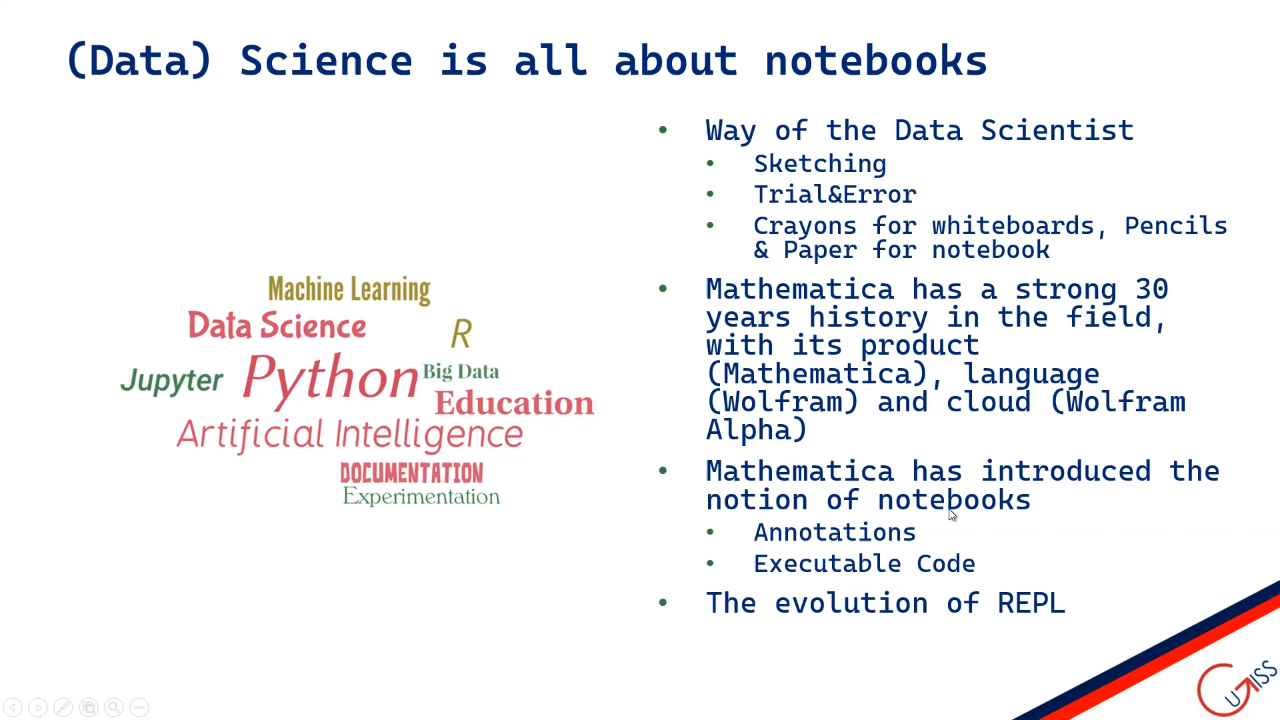 (Data) Science is all about notebooks
Machine Learning
Data Science
R
Jupyter
Python
Big Data
Education
Artificial Intelligence
DOCUMENTATION
Experimentation
• Way of the Data Scientist
• Sketching
• Trial&Error
• Crayons for whiteboards, Pencils
& Paper for notebook
• Mathematica has a strong 30
years history in the field,
with its product
(Mathematica), language
(Wolfram) and cloud (Wolfram
Alpha)
• Mathematica has introduced the
notion of notebooks
• Annotations
• Executable Code
• The evolution of REPL